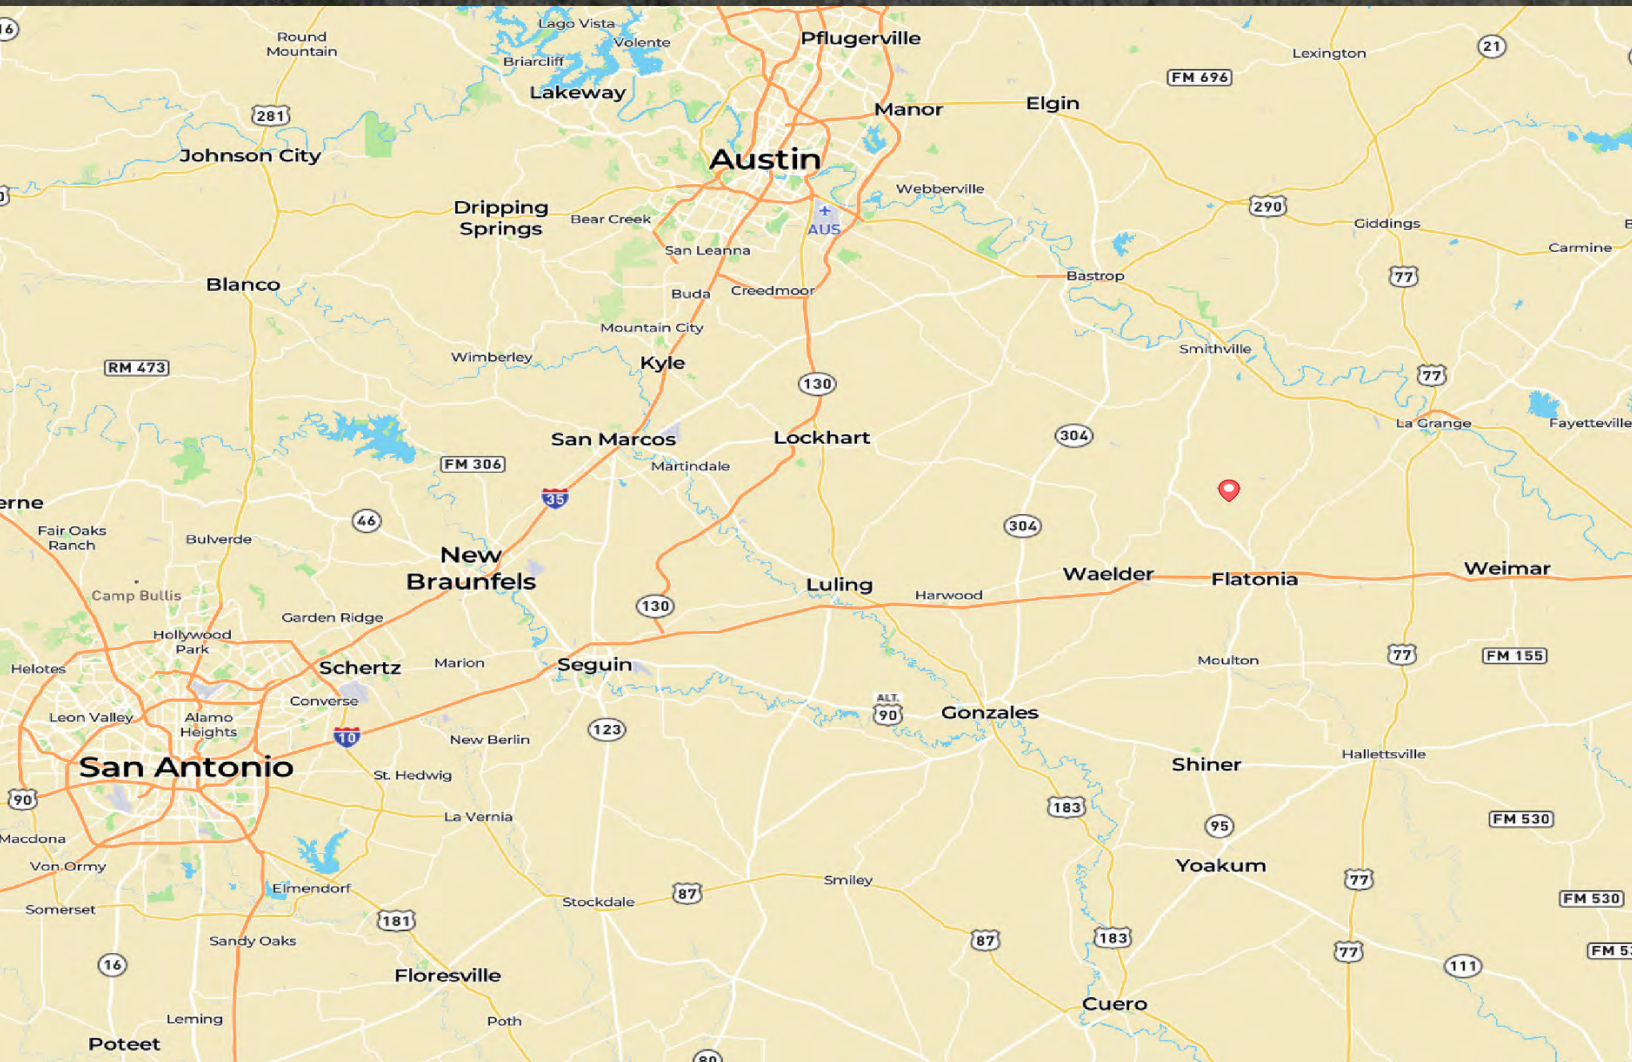 16
Round
Mountain
Lago Vista
Volente
Briarcliff
Lakeway
Pflugerville
Lexington
21
FM 696
281
Manor
Elgin
Johnson City
Austin
Webberville
Dripping
Springs
Bear Creek
AUS
290
Giddings
San Leanna
Carmine
Blanco
Buda
Creedmoor
Bastrop
77
Mountain City
Wimberley
Kyle
Smithville
RM 473
130
77
San Marcos
Lockhart
304
La Grange
Fayetteville
FM 306
Martindale
35
erne
46
304
Fair Oaks
Ranch
Bulverde
New
Braunfels
Luling
Harwood
Waelder
Flatonia
Weimar
Camp Bullis
130
Garden Ridge
Hollywood
Park
Helotes
Schertz
Marion
Seguin
Moulton
77
FM 155
Converse
Leon Valley
Alamo
Heights
10
New Berlin
123
ALT.
90
Gonzales
San Antonio
St. Hedwig
Shiner
Hallettsville
90
La Vernia
183
95
FM 530
Macdona
Von Ormy
Elmendorf
Yoakum
Somerset
181
Stockdale
87
Smiley
77
FM 530
Sandy Oaks
87
183
77
FM 53
16
Floresville
111
Leming
Poth
Cuero
Poteet
80